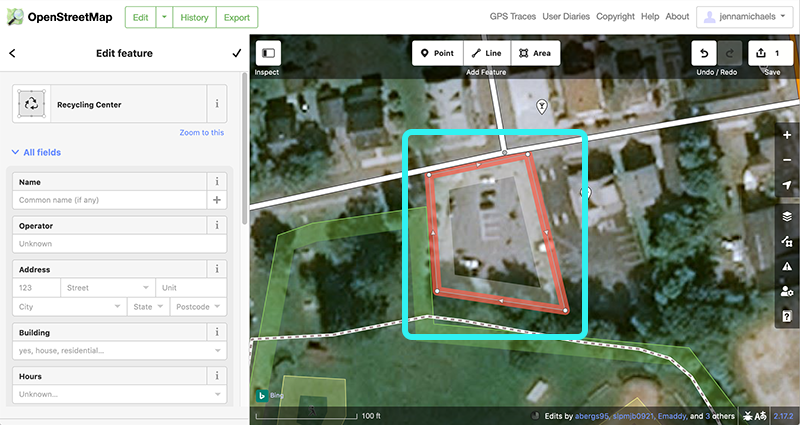 OpenStreetMap
Edit
History
Export
GPS Traces
User Diaries
Copyright
Help
About
jennamichaels
Edit feature
Recycling Center
i
Zoom to this
All fields
Name
i
Common name (if any)
+
Operator
i
Unknown
Address
i
123
Street
Unit
City
State
Postcode
Building
i
yes, house, residential...
Hours
i
Unknown...
Inspect
Point
Line
Area
Add Feature
Undo / Redo
1
Save
Bing
100 ft
Edits by abergs95, slpmjb0921, Emaddy, and 3 others
2.17.2